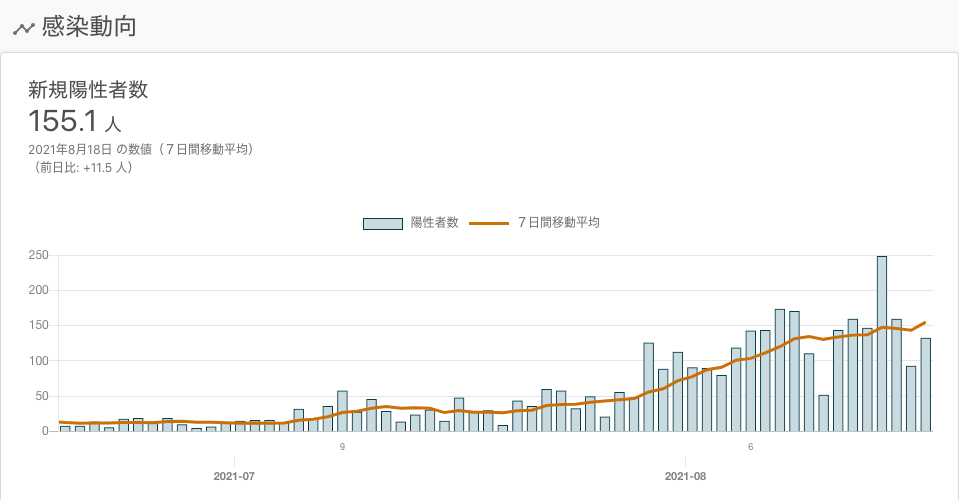 感染動向
新規陽性者数
155.1 人
2021年8月18日 の数値（７日間移動平均）
（前日比: +11.5 人）
陽性者数 ７日間移動平均
250
200
150
100
50
0
9 6
2021-07 2021-08